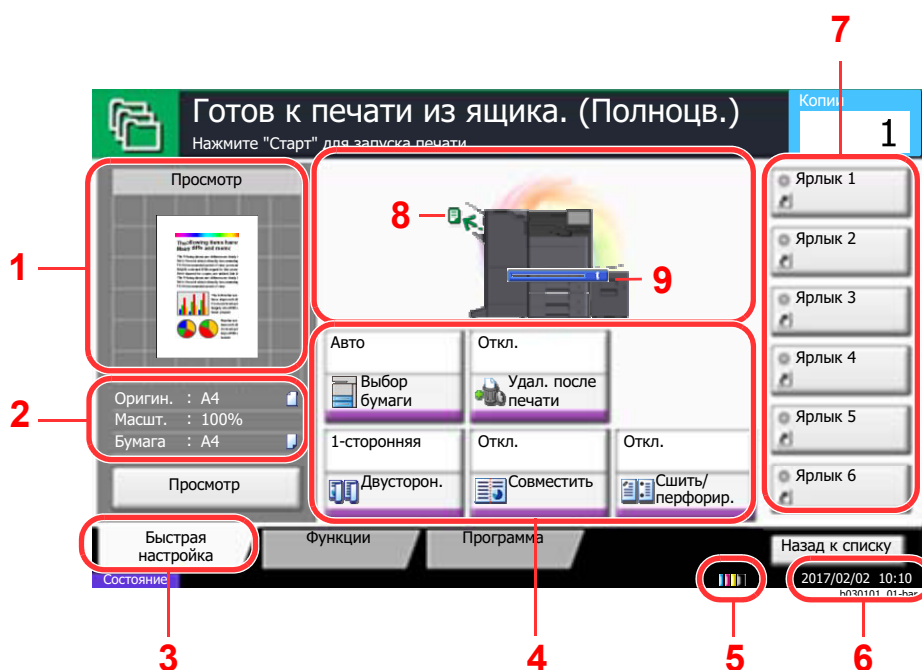 7
Готов к печати из ящика. (Полноцв.)
Нажмите "Старт" для запуска печати.
Копии
1
Просмотр
1
8
9
Ярлык 1
Ярлык 2
Ярлык 3
Ярлык 4
Ярлык 5
Ярлык 6
2
Оригин. : A4
Масшт. : 100%
Бумага : A4
Просмотр
Авто
Выбор
бумаги
Откл.
Удал. после
печати
1-сторонняя
Двусторон.
Откл.
Совместить
Откл.
Сшить/
перфорир.
Быстрая
настройка
Функции
Программа
Назад к списку
Состояние
2017/02/02 10:10
b030101_01-bar
3
4
5
6